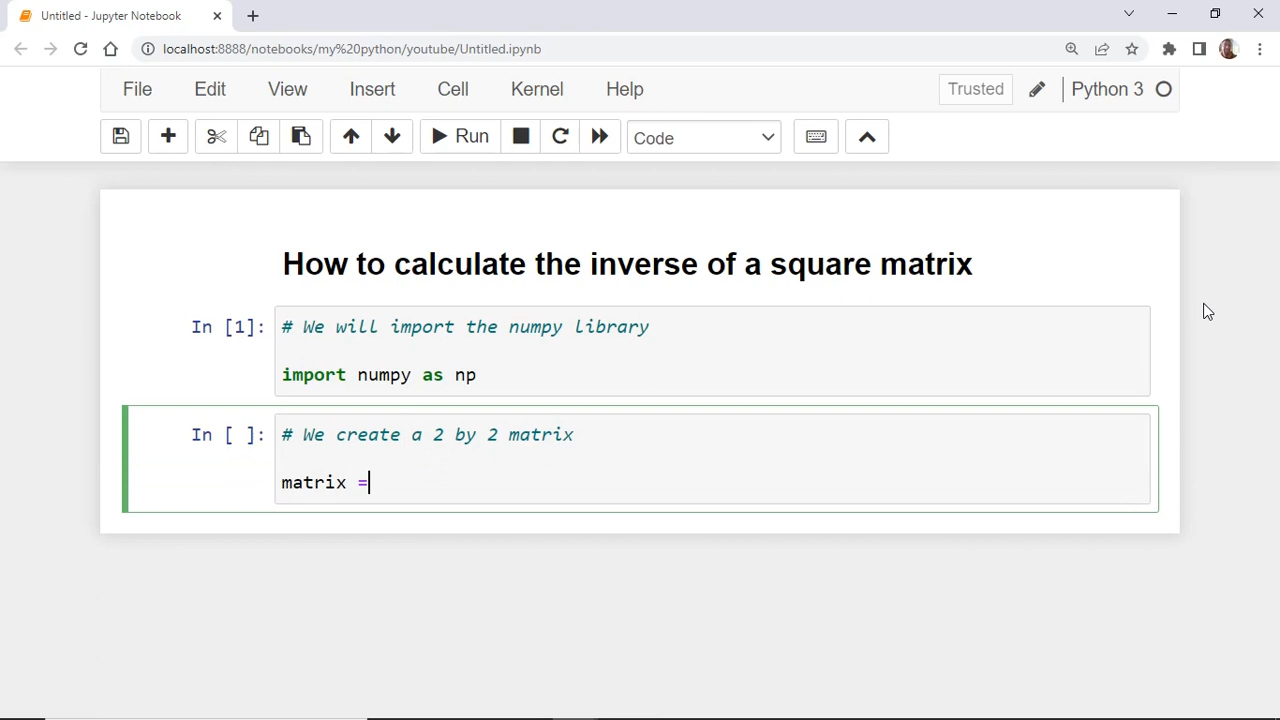 Untitled - Jupyter Notebook
localhost:8888/notebooks/my%20python/youtube/Untitled.ipynb
File Edit View Insert Cell Kernel Help Trusted Python 3
Run Code
How to calculate the inverse of a square matrix
In [1]: # We will import the numpy library
import numpy as np
In [ ]: # We create a 2 by 2 matrix
matrix =